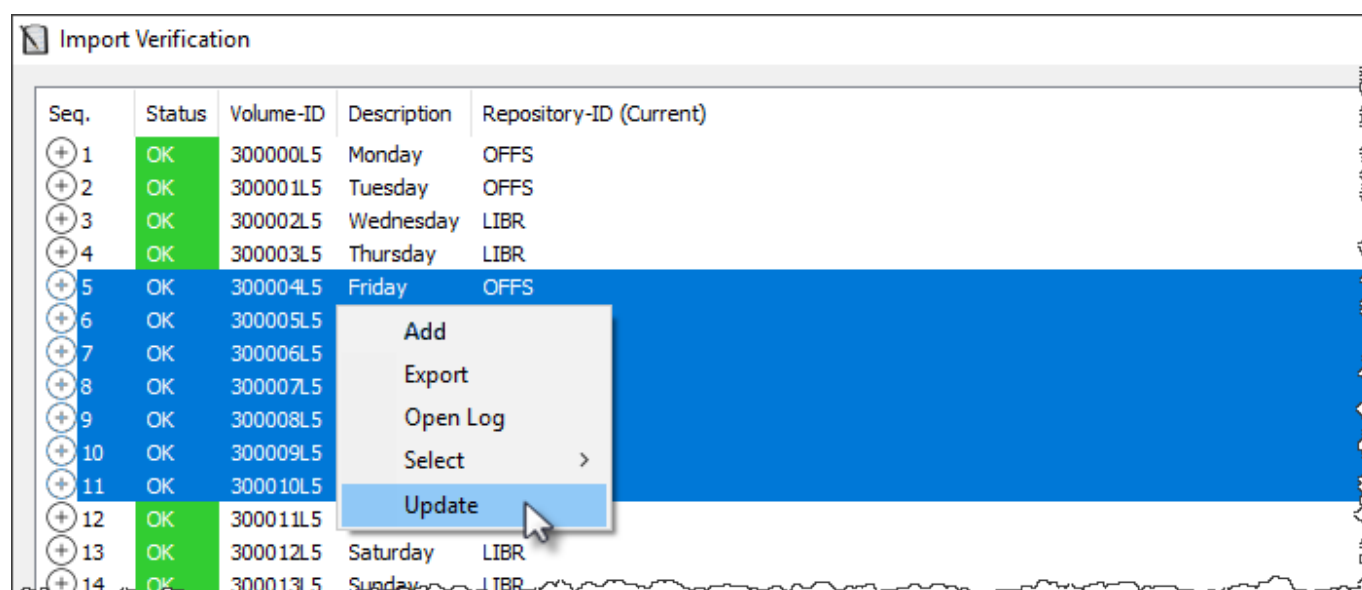 Import Verification
Seq. Status Volume-ID Description Repository-ID (Current)
1 OK 300000L5 Monday OFFS
2 OK 300001L5 Tuesday OFFS
3 OK 300002L5 Wednesday LIBR
4 OK 300003L5 Thursday LIBR
5 OK 300004L5 Friday OFFS
6 OK 300005L5
7 OK 300006L5
8 OK 300007L5
9 OK 300008L5
10 OK 300009L5
11 OK 300010L5
12 OK 300011L5
13 OK 300012L5 Saturday LIBR
14 OK 300013L5 Sunday LIBR
Add
Export
Open Log
Select >
Update